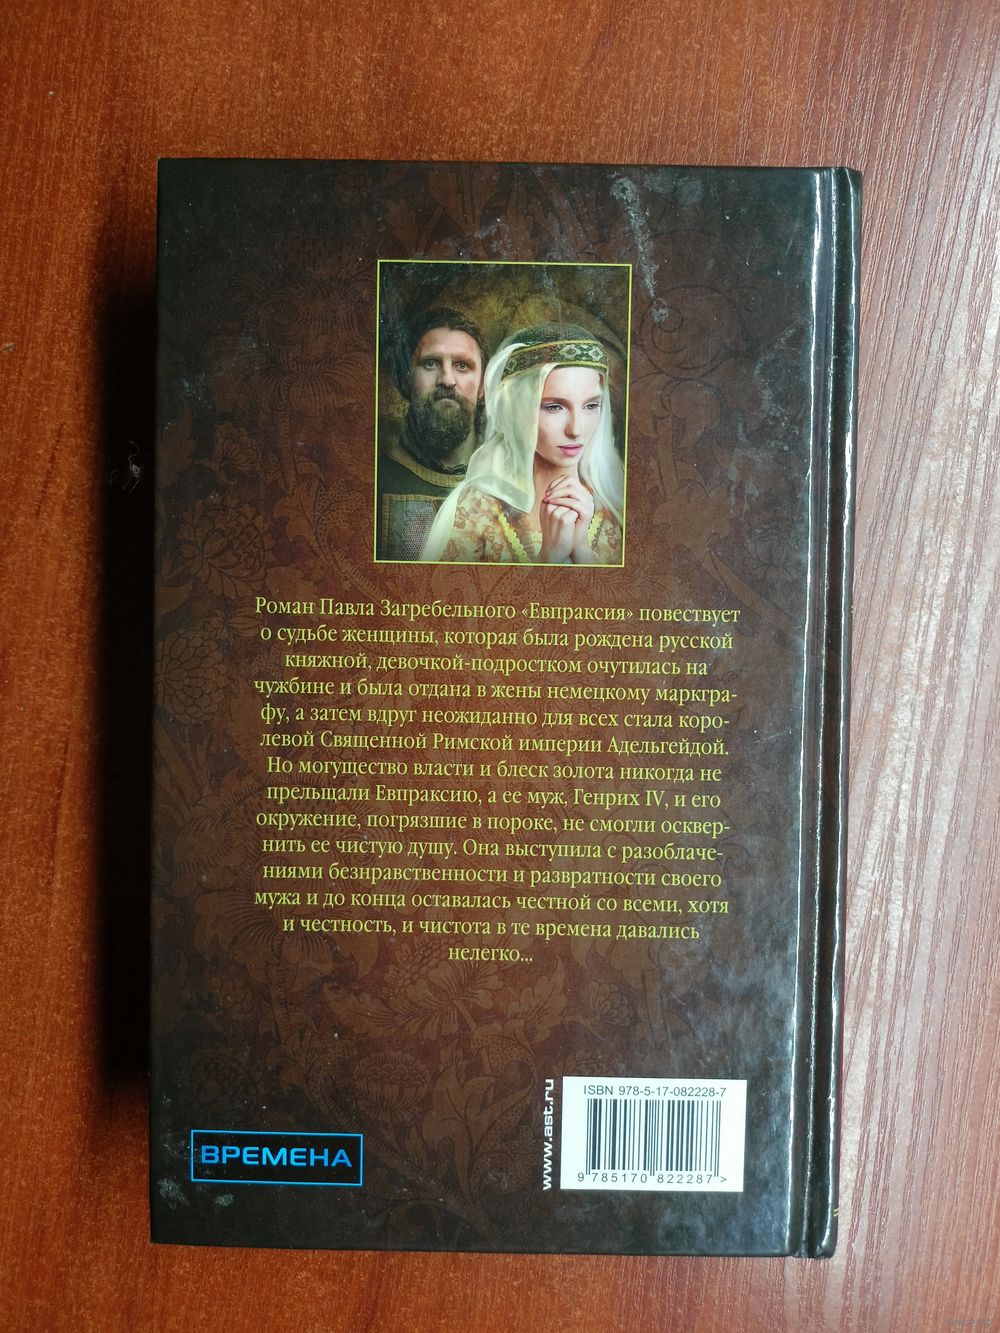 Роман Павла Загребельного «Евпраксия» повествует
о судьбе женщины, которая была рождена русской
княжной, девочкой-подростком очутилась на
чужбине и была отдана в жены немецкому маркгра-
фу, а затем вдруг неожиданно для всех стала коро-
левой Священной Римской империи Адельгейдой.
Но могущество власти и блеск золота никогда не
прельщали Евпраксию, а ее муж, Генрих IV, и его
окружение, погрязшие в пороке, не смогли осквер-
нить ее чистую душу. Она выступила с разоблаче-
ниями безнравственности и развратности своего
мужа и до конца оставалась честной со всеми, хотя
и честность, и чистота в те времена давались
нелегко...
ВРЕМЕНА
www.ast.ru
ISBN 978-5-17-082228-7
9 785170 822287 >